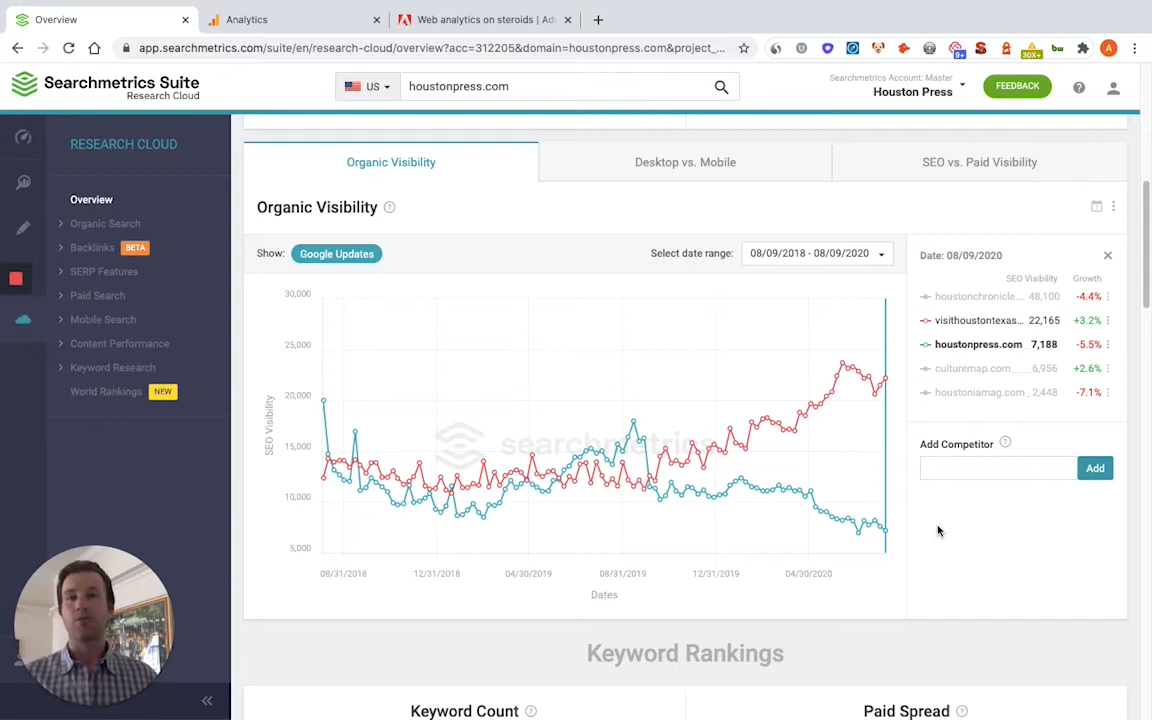 Overview
Analytics
Web analytics on steroids | Ado
app.searchmetrics.com/suite/en/research-cloud/overview?acc=312205&domain=houstonpress.com&project_...
9+
30+
bw
A
Searchmetrics Suite
Research Cloud
US
houstonpress.com
Searchmetrics Account: Master
Houston Press
FEEDBACK
?
RESEARCH CLOUD
Overview
Organic Search
Backlinks BETA
SERP Features
Paid Search
Mobile Search
Content Performance
Keyword Research
World Rankings NEW
Organic Visibility
Desktop vs. Mobile
SEO vs. Paid Visibility
Organic Visibility ?
Show: Google Updates
Select date range: 08/09/2018 - 08/09/2020
Date: 08/09/2020
SEO Visibility Growth
houstonchronicle... 48,100 -4.4%
visithoustontexas... 22,165 +3.2%
houstonpress.com 7,188 -5.5%
culturemap.com 6,956 +2.6%
houstoniamag.com 2,448 -7.1%
Add Competitor ?
Add
30,000
25,000
20,000
15,000
10,000
5,000
SEO Visibility
searchmetrics
08/31/2018
12/31/2018
04/30/2019
08/31/2019
12/31/2019
04/30/2020
Dates
Keyword Rankings
Keyword Count ?
Paid Spread ?